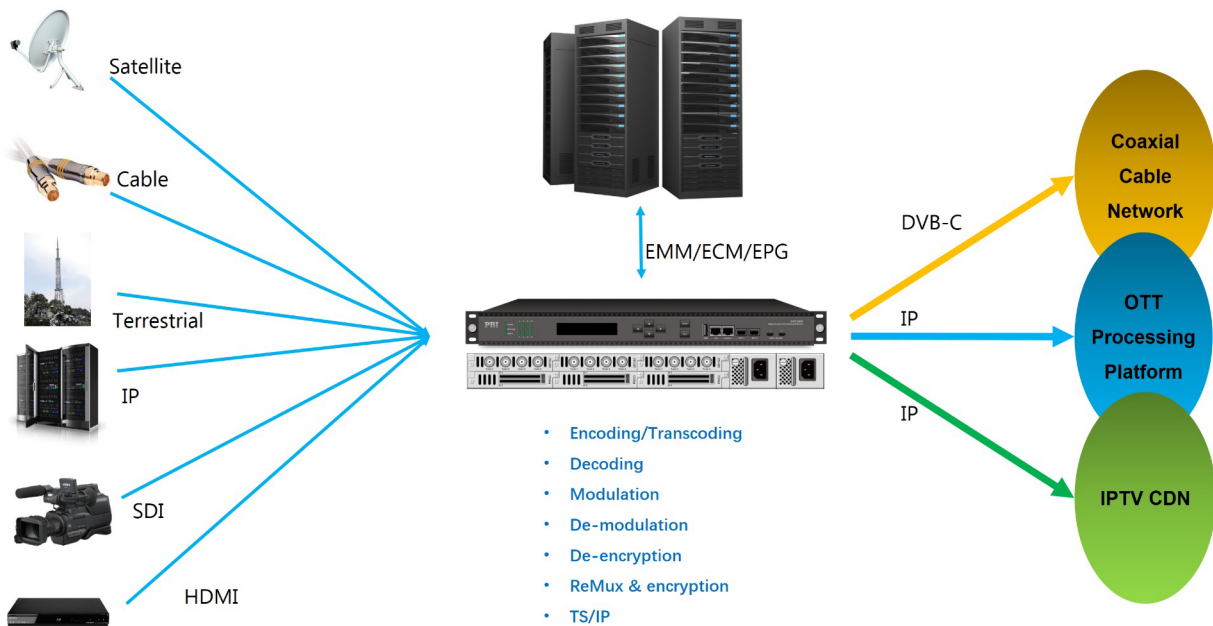 Satellite
Cable
Terrestrial
IP
SDI
HDMI
EMM/ECM/EPG
PBI
• Encoding/Transcoding
• Decoding
• Modulation
• De-modulation
• De-encryption
• ReMux & encryption
• TS/IP
DVB-C
IP
IP
Coaxial
Cable
Network
OTT
Processing
Platform
IPTV CDN